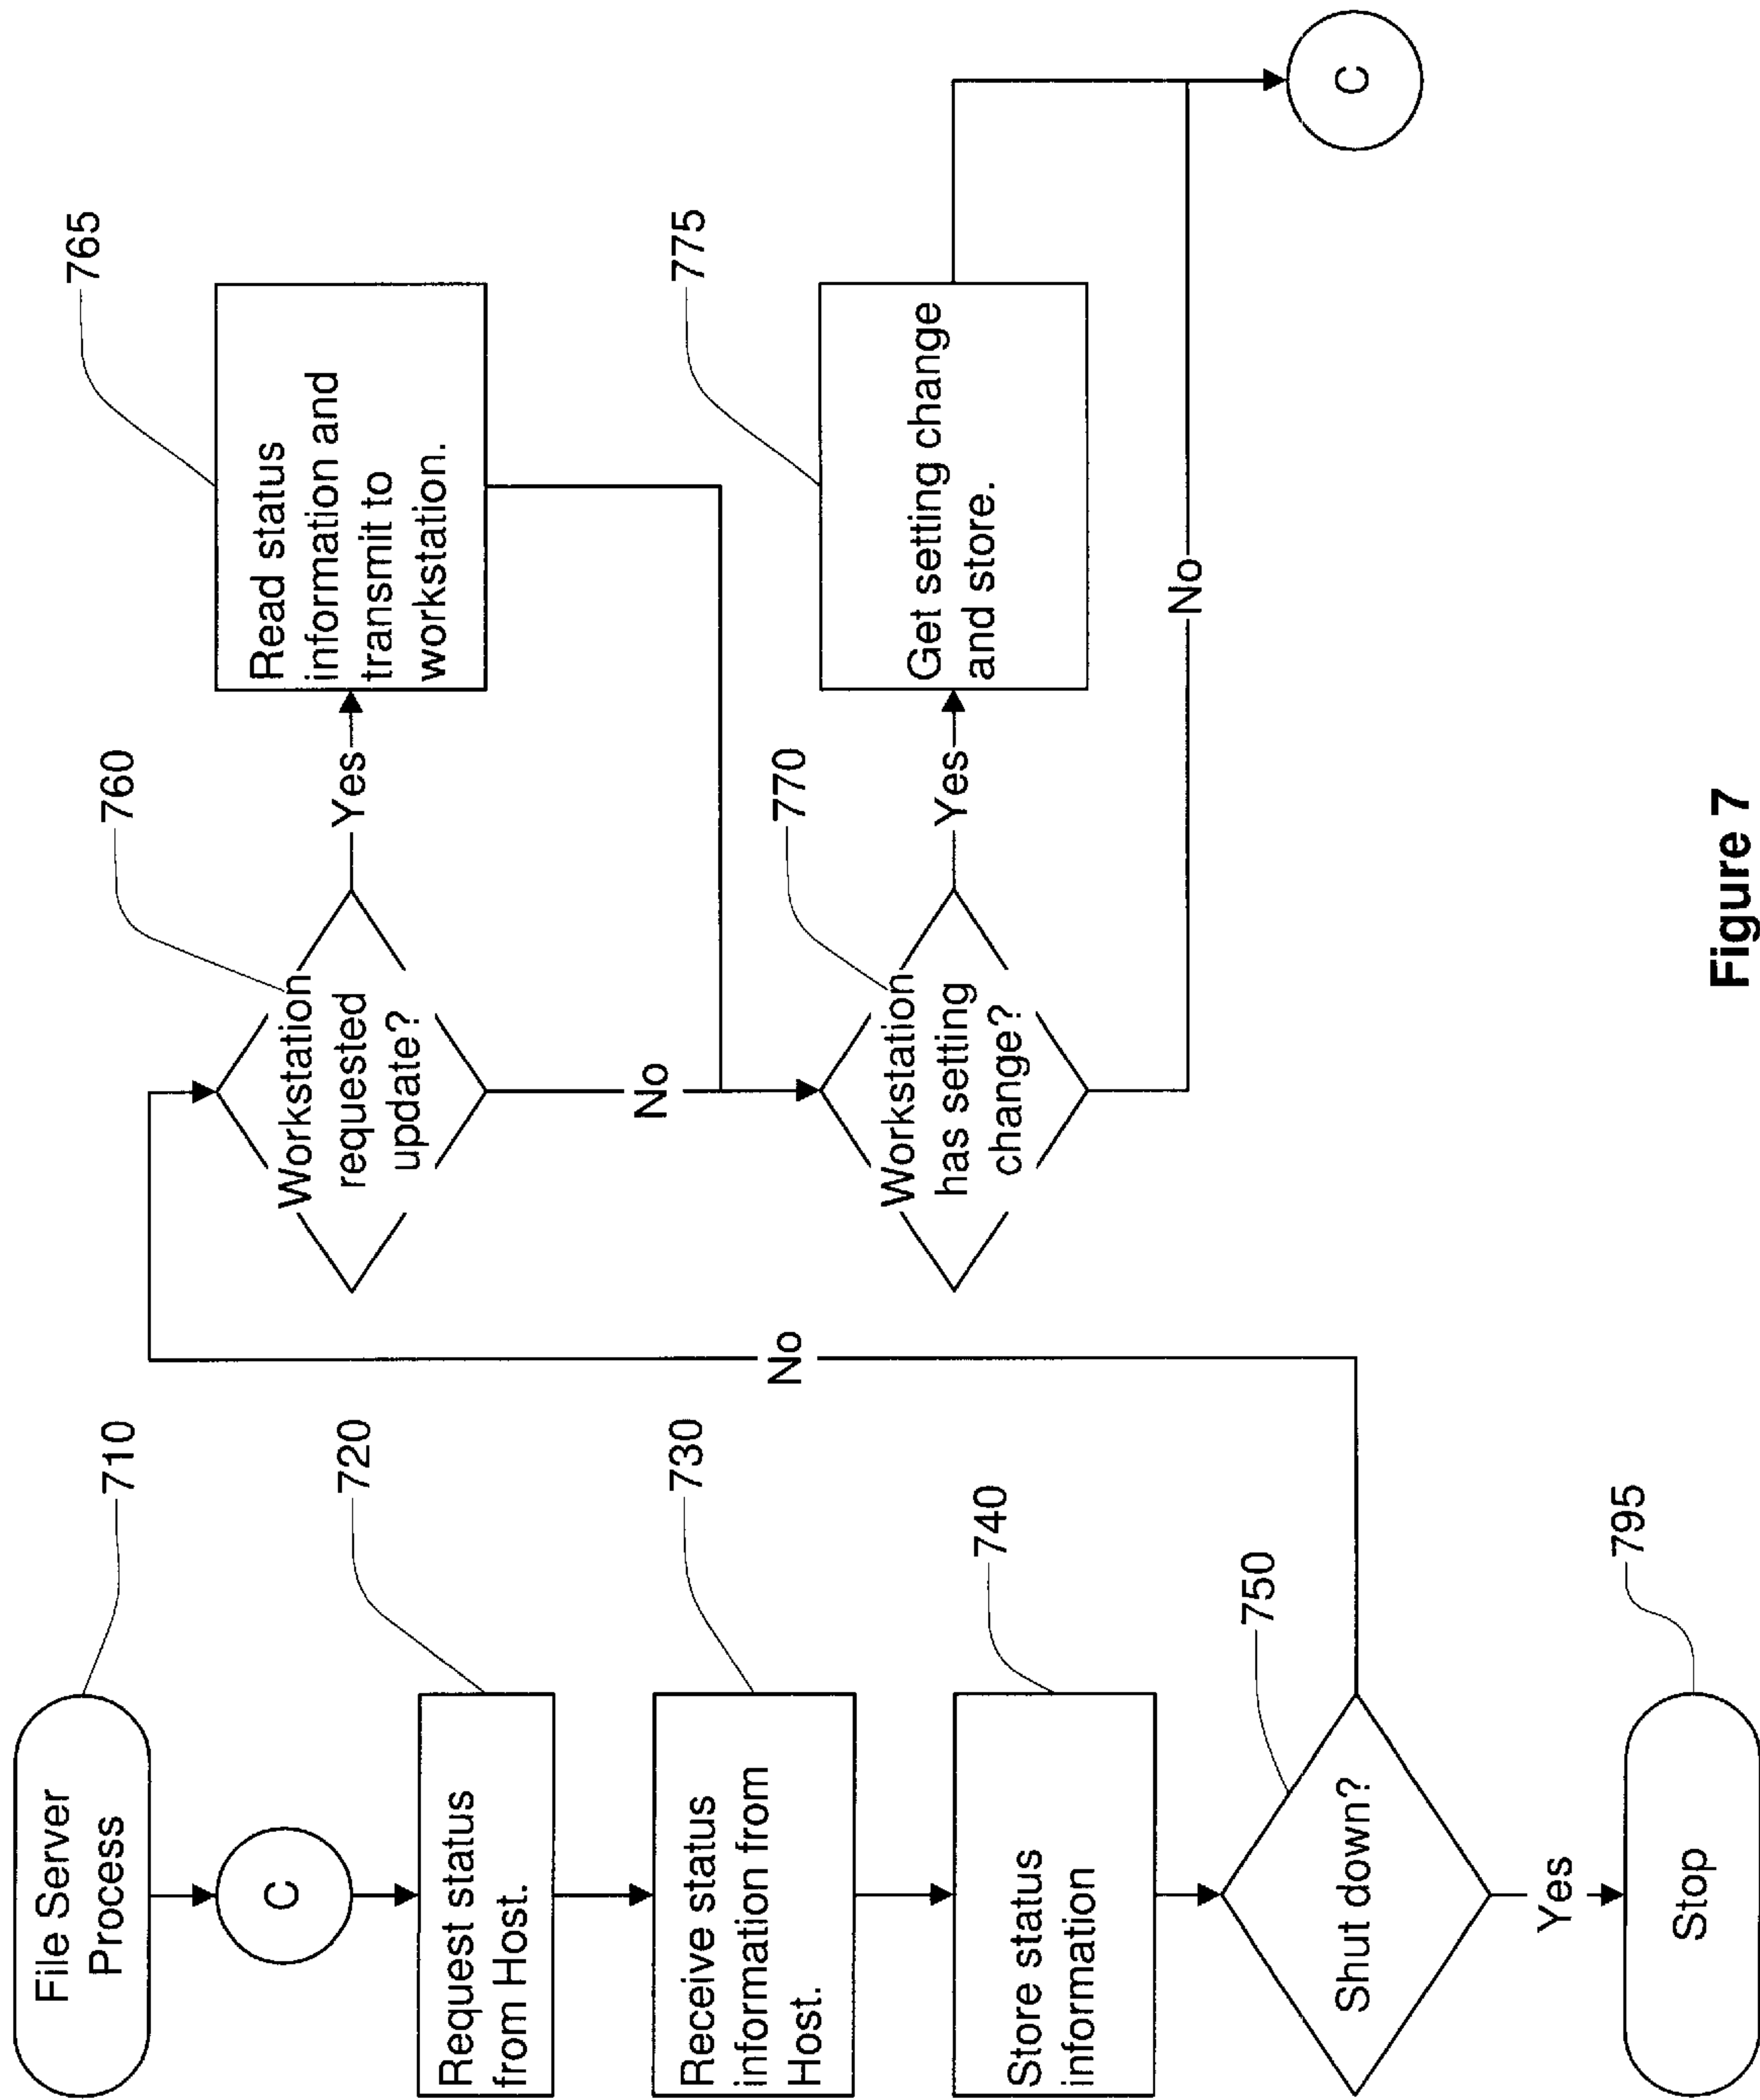 File Server
Process
710
C
Request status
from Host.
720
Receive status
information from
Host.
730
Store status
information
740
Shut down?
750
No
Yes
Stop
795
Workstation
requested
update?
760
Yes
No
Read status
information and
transmit to
workstation.
765
Workstation
has setting
change?
770
Yes
No
Get setting change
and store.
775
C
Figure 7